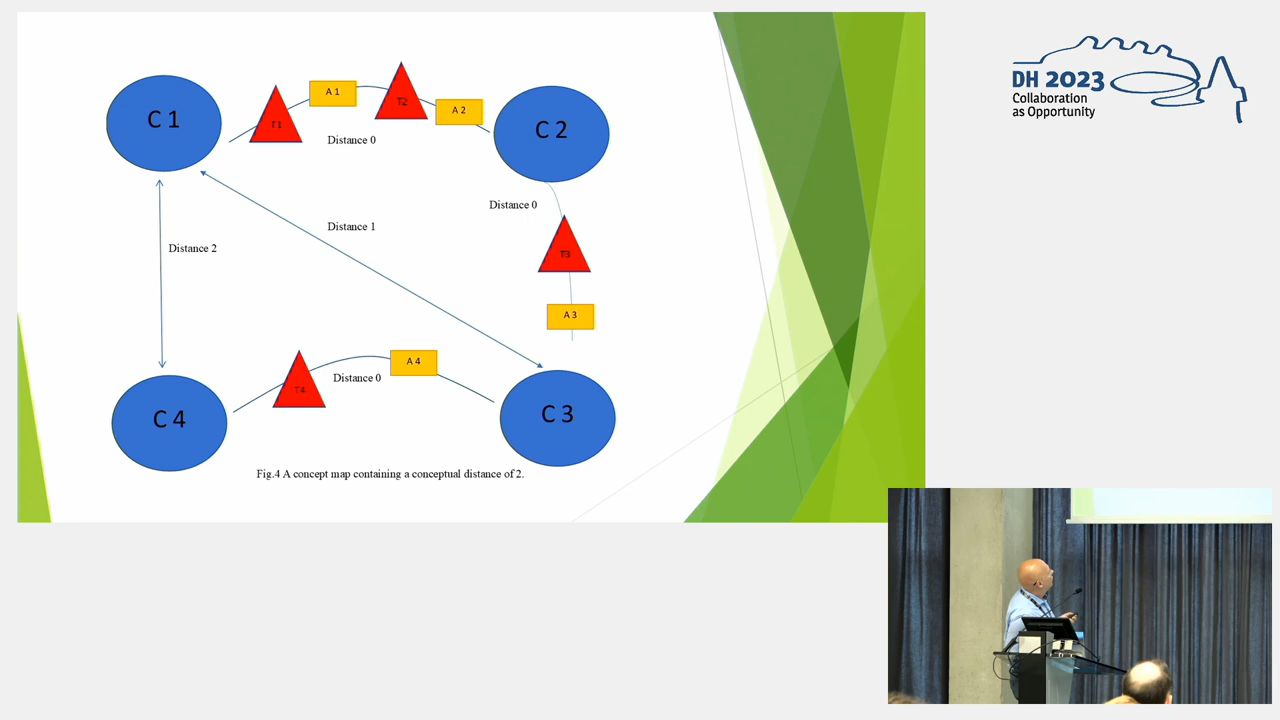 C 1
T 1
A 1
T2
A 2
C 2
Distance 0
Distance 0
Distance 1
Distance 2
T3
A 3
T4
A 4
Distance 0
C 4
C 3
Fig.4 A concept map containing a conceptual distance of 2.
DH 2023
Collaboration
as Opportunity